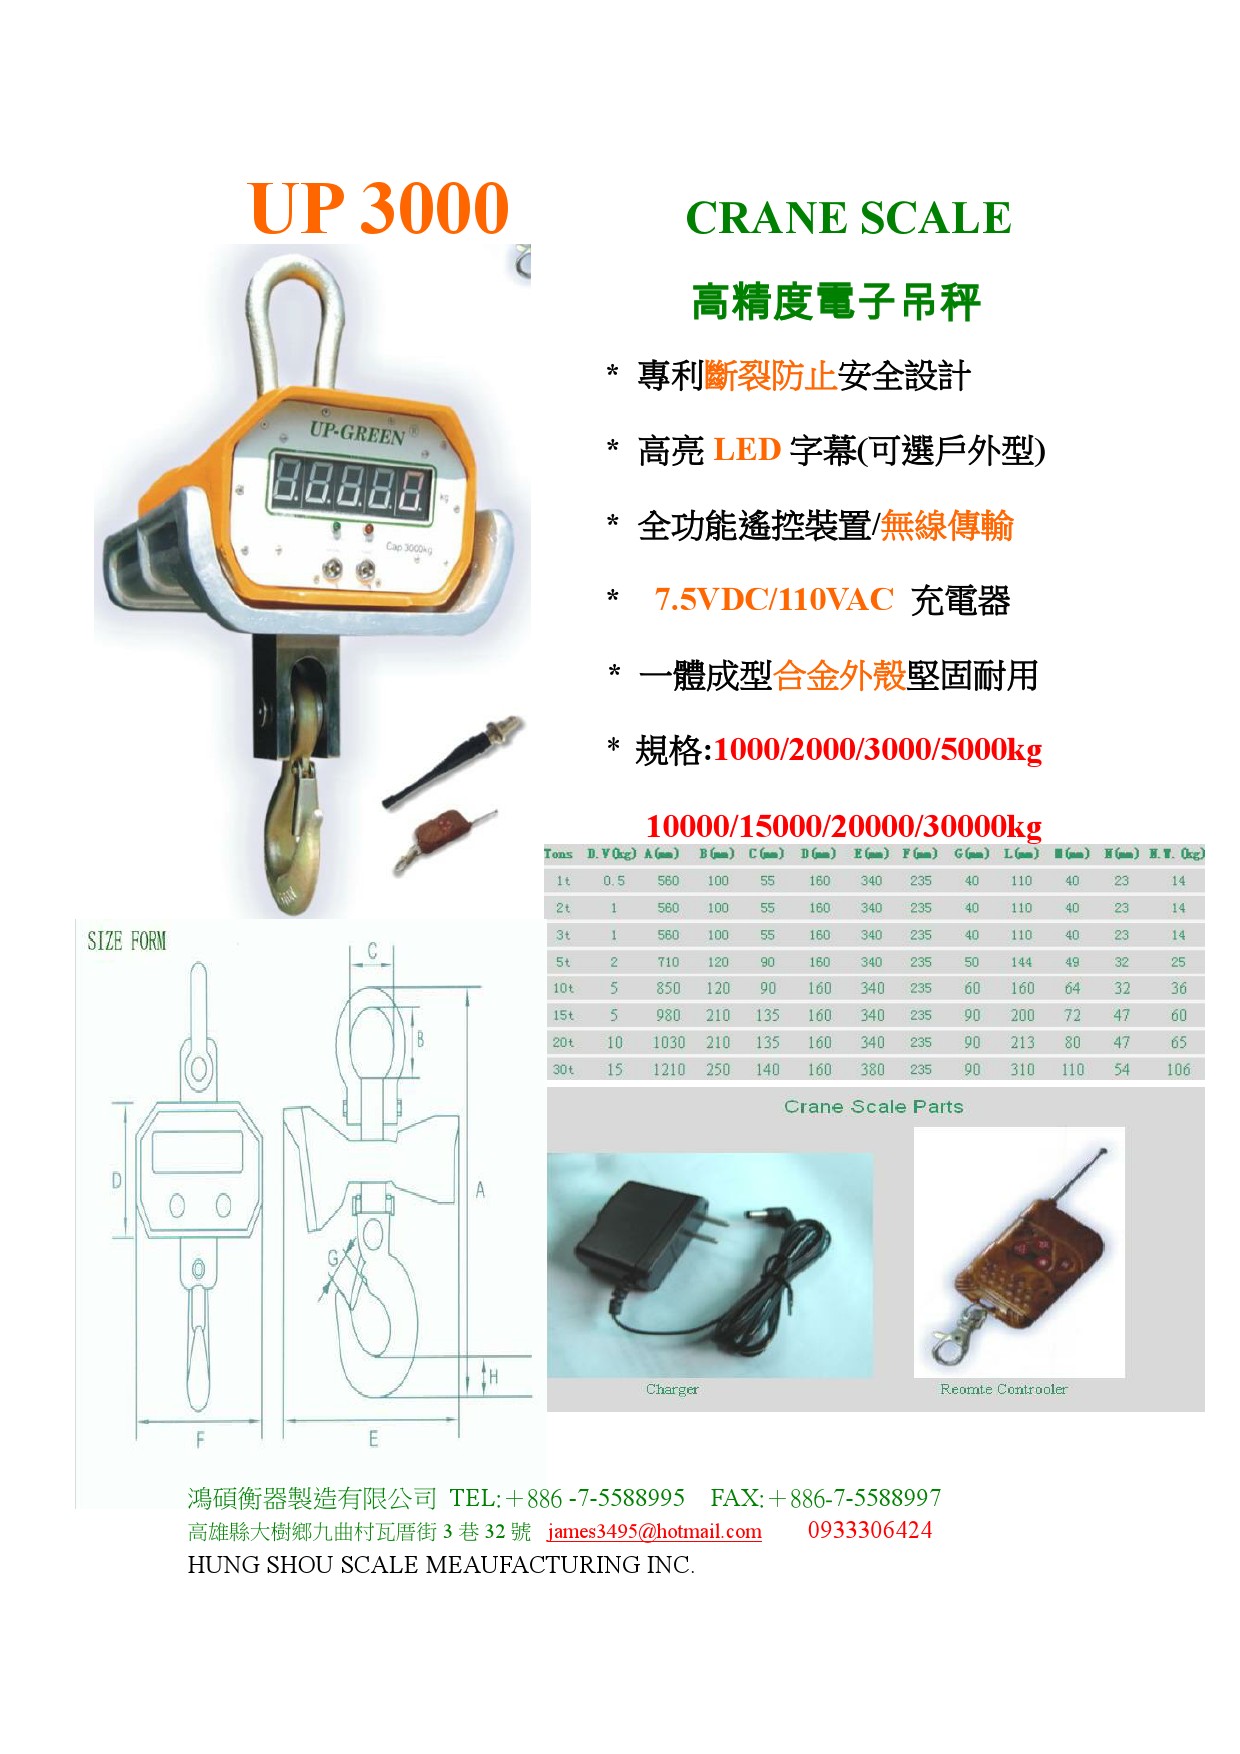 UP 3000
CRANE SCALE
高精度電子吊秤
* 專利斷裂防止安全設計
* 高亮 LED 字幕(可選戶外型)
* 全功能遙控裝置/無線傳輸
* 7.5VDC/110VAC 充電器
* 一體成型合金外殼堅固耐用
* 規格:1000/2000/3000/5000kg
10000/15000/20000/30000kg
UP-GREEN ®
kg
Cap 3000kg
Tons D.V(kg) A(mm) B(mm) C(mm) D(mm) E(mm) F(mm) G(mm) L(mm) M(mm) N(mm) N.W.(kg)
1t 0.5 560 100 55 160 340 235 40 110 40 23 14
2t 1 560 100 55 160 340 235 40 110 40 23 14
3t 1 560 100 55 160 340 235 40 110 40 23 14
5t 2 710 120 90 160 340 235 50 144 49 32 25
10t 5 850 120 90 160 340 235 60 160 64 32 36
15t 5 980 210 135 160 340 235 90 200 72 47 60
20t 10 1030 210 135 160 340 235 90 213 80 47 65
30t 15 1210 250 140 160 380 235 90 310 110 54 106
SIZE FORM
C
B
D
A
G
H
F
E
Crane Scale Parts
Charger
Reomte Controoler
鴻碩衡器製造有限公司 TEL:＋886 -7-5588995 FAX:＋886-7-5588997
高雄縣大樹鄉九曲村瓦厝街 3 巷 32 號 james3495@hotmail.com 0933306424
HUNG SHOU SCALE MEAUFACTURING INC.